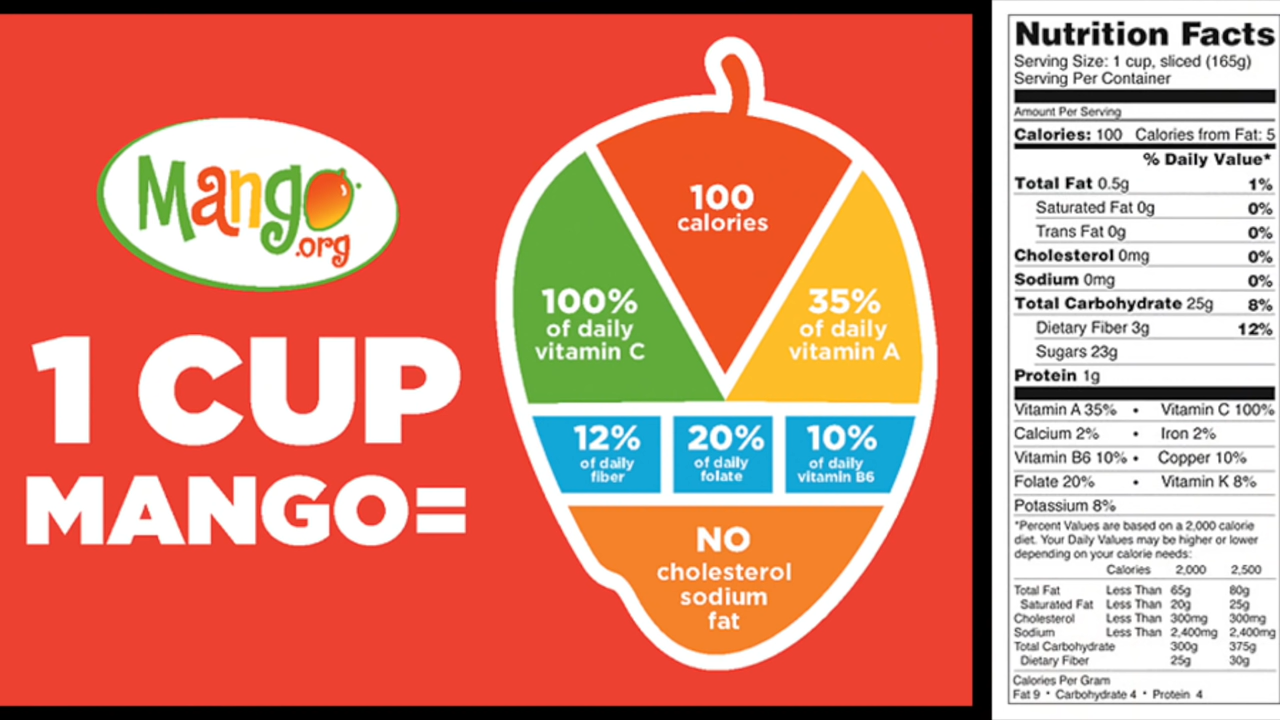 Mango
.org
1 CUP
MANGO=
100
calories
100%
of daily
vitamin C
35%
of daily
vitamin A
12%
of daily
fiber
20%
of daily
folate
10%
of daily
vitamin B6
NO
cholesterol
sodium
fat
Nutrition Facts
Serving Size: 1 cup, sliced (165g)
Serving Per Container
Amount Per Serving
Calories: 100 Calories from Fat: 5
% Daily Value*
Total Fat 0.5g 1%
Saturated Fat 0g 0%
Trans Fat 0g 0%
Cholesterol 0mg 0%
Sodium 0mg 0%
Total Carbohydrate 25g 8%
Dietary Fiber 3g 12%
Sugars 23g
Protein 1g
Vitamin A 35% • Vitamin C 100%
Calcium 2% • Iron 2%
Vitamin B6 10% • Copper 10%
Folate 20% • Vitamin K 8%
Potassium 8%
*Percent Values are based on a 2,000 calorie
diet. Your Daily Values may be higher or lower
depending on your calorie needs:
Calories 2,000 2,500
Total Fat Less Than 65g 80g
Saturated Fat Less Than 20g 25g
Cholesterol Less Than 300mg 300mg
Sodium Less Than 2,400mg 2,400mg
Total Carbohydrate 300g 375g
Dietary Fiber 25g 30g
Calories Per Gram
Fat 9 • Carbohydrate 4 • Protein 4